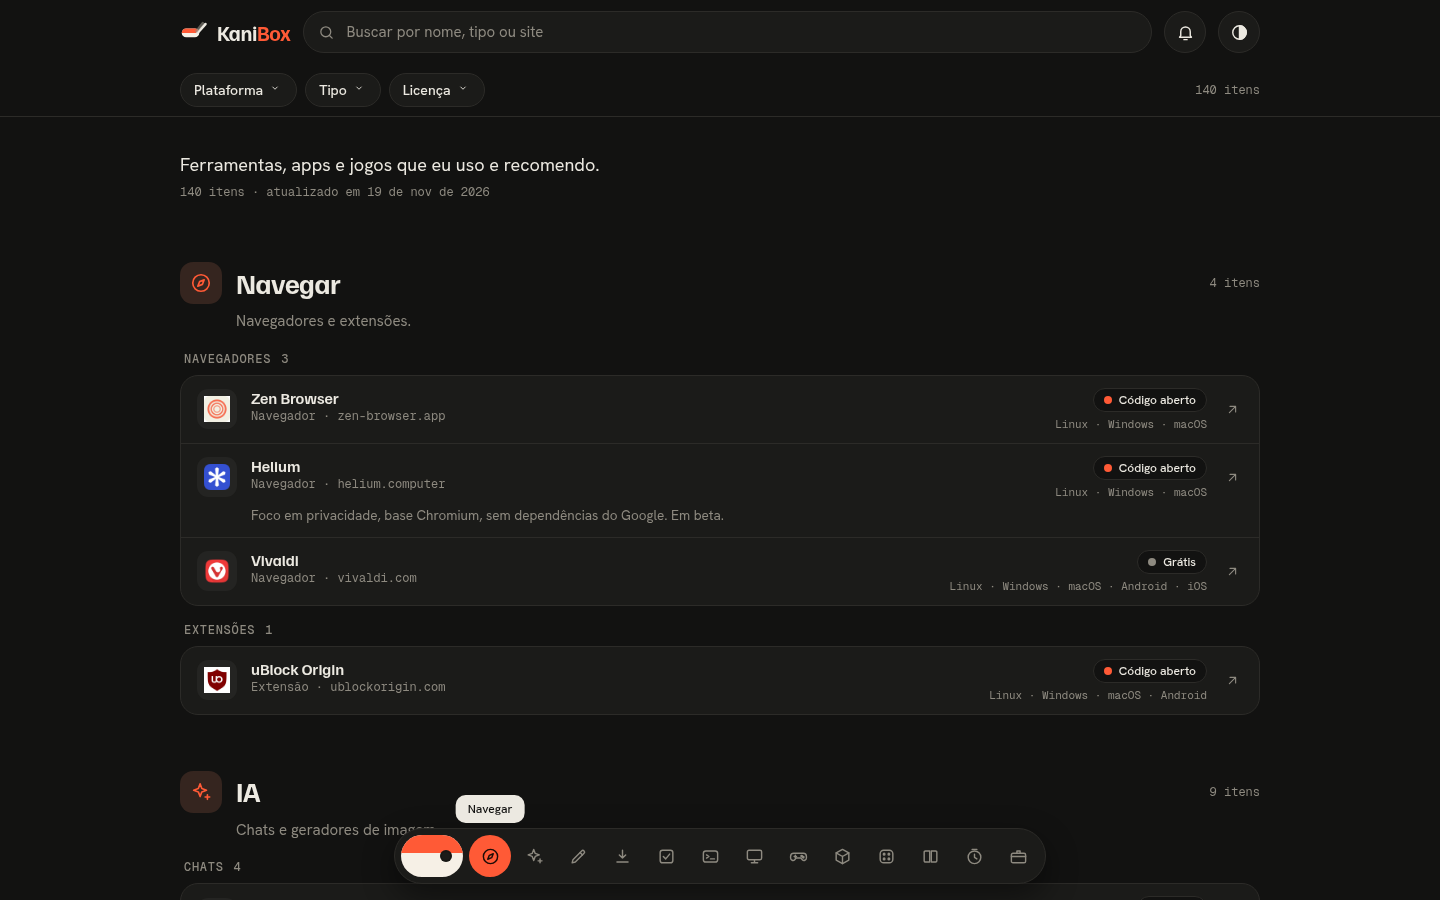 KaniBox
Buscar por nome, tipo ou site
Plataforma
Tipo
Licença
140 itens
Ferramentas, apps e jogos que eu uso e recomendo.
140 itens · atualizado em 19 de nov de 2026
Navegar
4 itens
Navegadores e extensões.
NAVEGADORES 3
Zen Browser
Código aberto
Navegador · zen-browser.app
Linux · Windows · macOS
Helium
Código aberto
Navegador · helium.computer
Linux · Windows · macOS
Foco em privacidade, base Chromium, sem dependências do Google. Em beta.
Vivaldi
Grátis
Navegador · vivaldi.com
Linux · Windows · macOS · Android · iOS
EXTENSÕES 1
uBlock Origin
Código aberto
Extensão · ublockorigin.com
Linux · Windows · macOS · Android
IA
9 itens
Navegar
Chats e geradores de imagem.
CHATS 4